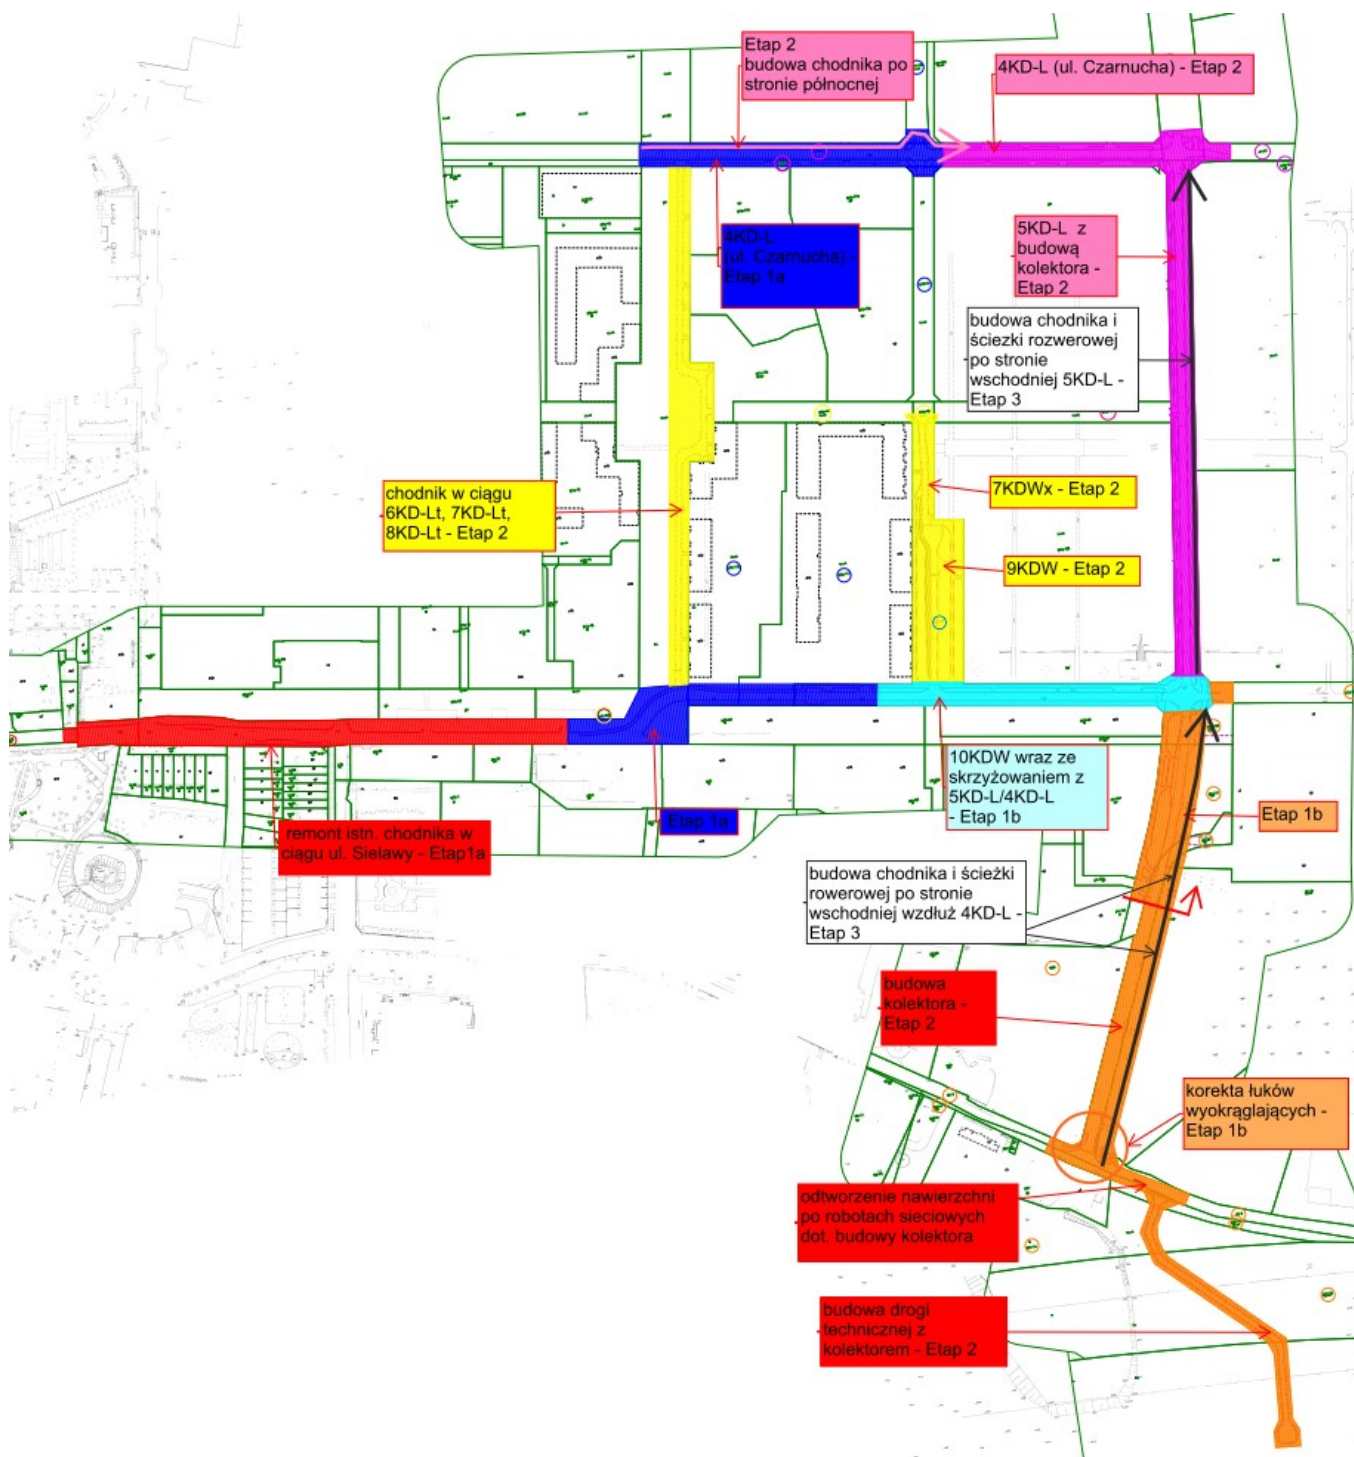 Etap 2
budowa chodnika po
stronie północnej
4KD-L (ul. Czarnucha) - Etap 2
4KD-L
(ul. Czarnucha) -
Etap 1a
5KD-L z
budową
kolektora -
Etap 2
budowa chodnika i
ściezki rozwerowej
po stronie
wschodniej 5KD-L -
Etap 3
chodnik w ciągu
6KD-Lt, 7KD-Lt,
8KD-Lt - Etap 2
7KDWx - Etap 2
9KDW - Etap 2
10KDW wraz ze
skrzyżowaniem z
5KD-L/4KD-L
- Etap 1b
Etap 1b
remont istn. chodnika w
ciągu ul. Sielawy - Etap1a
Etap 1a
budowa chodnika i ścieżki
rowerowej po stronie
wschodniej wzdłuż 4KD-L -
Etap 3
budowa
kolektora -
Etap 2
korekta łuków
wyokrąglających -
Etap 1b
odtworzenie nawierzchni
po robotach sieciowych
dot. budowy kolektora
budowa drogi
technicznej z
kolektorem - Etap 2